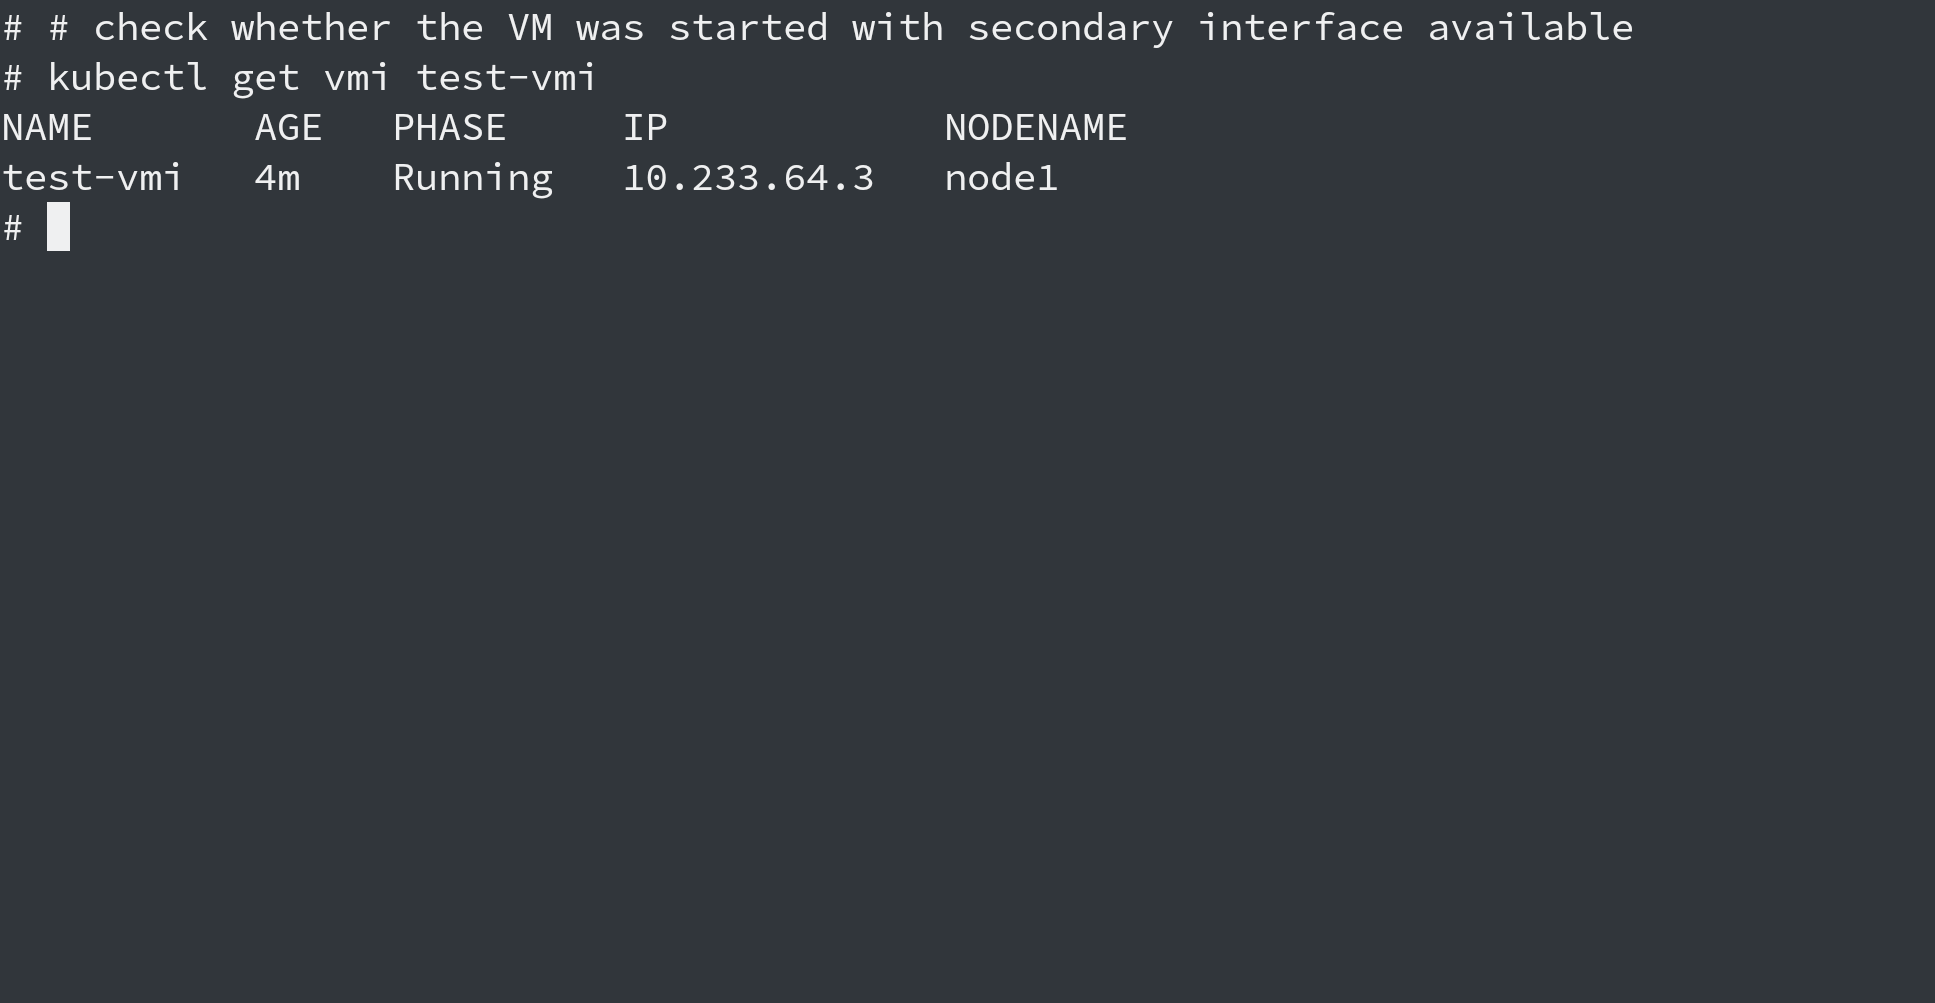 # # check whether the VM was started with secondary interface available
# kubectl get vmi test-vmi
NAME       AGE   PHASE     IP            NODENAME
test-vmi   4m    Running   10.233.64.3   node1
#